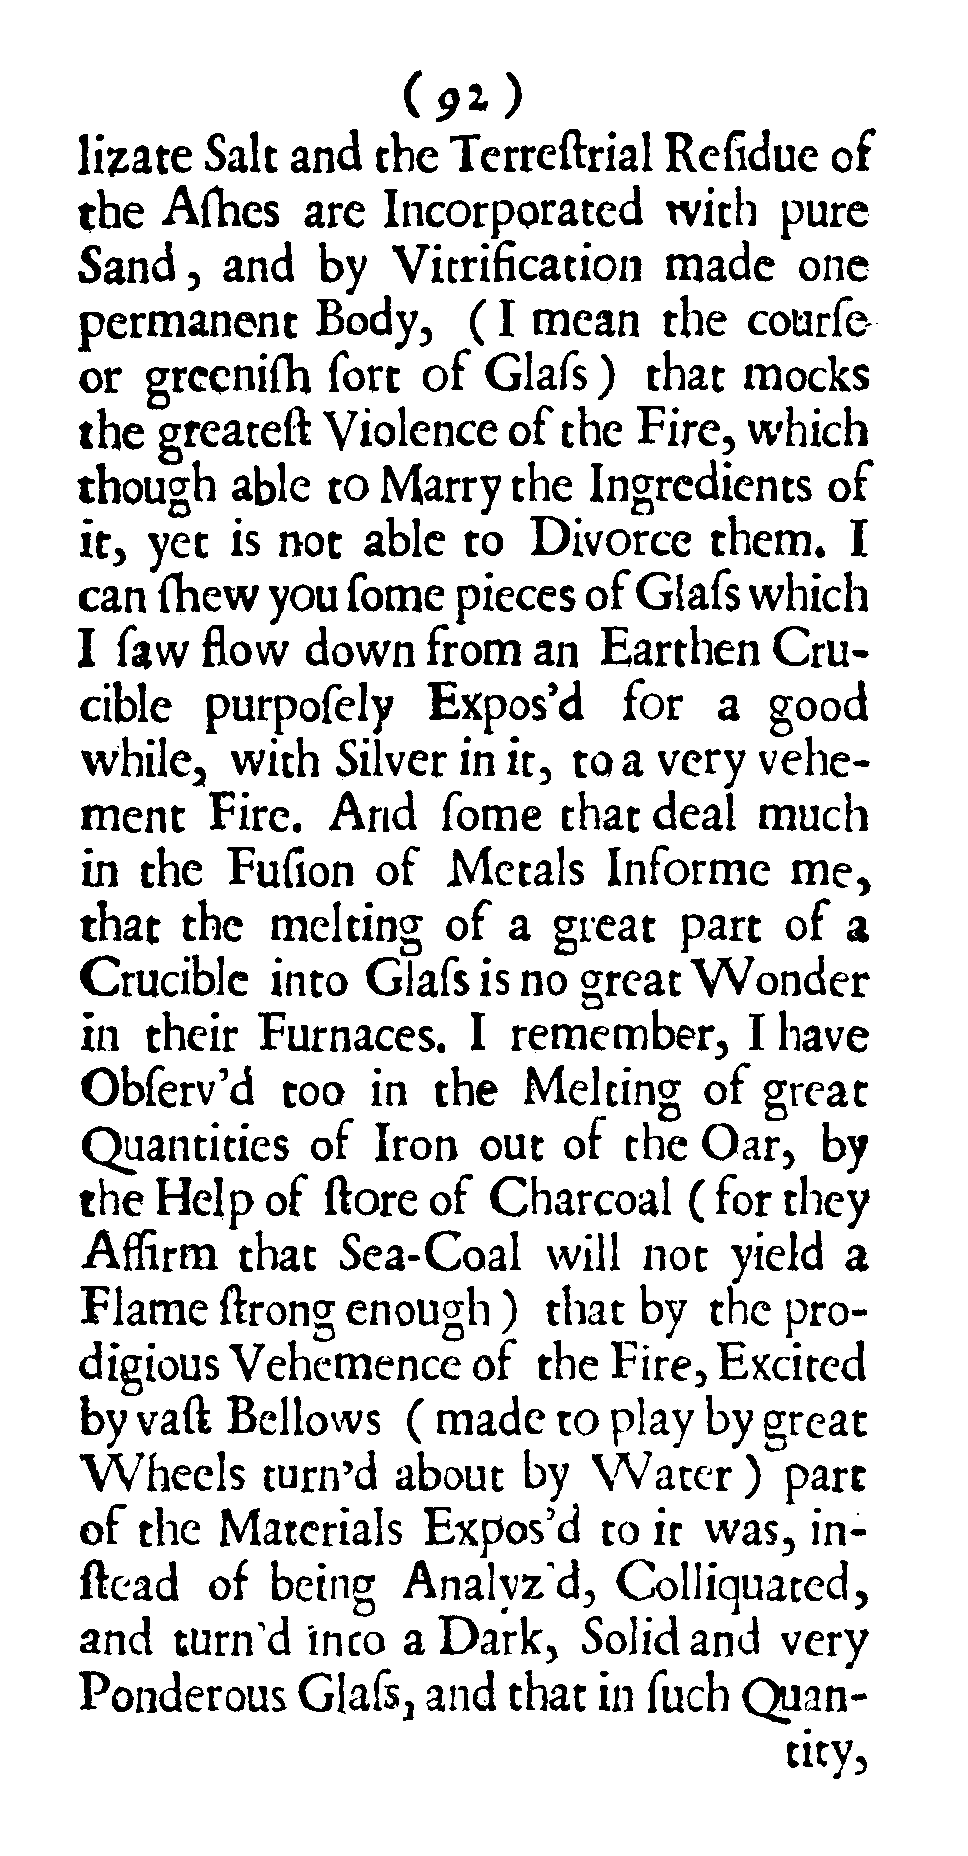 ( 92 )
lizate Salt and the Terreſtrial Reſidue of
the Aſhes are Incorporated with pure
Sand, and by Vitrification made one
permanent Body, (I mean the courſe
or greeniſh ſort of Glaſs) that mocks
the greateſt Violence of the Fire, which
though able to Marry the Ingredients of
it, yet is not able to Divorce them. I
can ſhew you ſome pieces of Glaſs which
I ſaw flow down from an Earthen Cru-
cible purpoſely Expos'd for a good
while, with Silver in it, to a very vehe-
ment Fire. And ſome that deal much
in the Fuſion of Metals Informe me,
that the melting of a great part of a
Crucible into Glaſs is no great Wonder
in their Furnaces. I remember, I have
Obſerv'd too in the Melting of great
Quantities of Iron out of the Oar, by
the Help of ſtore of Charcoal (for they
Affirm that Sea-Coal will not yield a
Flame ſtrong enough) that by the pro-
digious Vehemence of the Fire, Excited
by vaſt Bellows (made to play by great
Wheels turn'd about by Water) part
of the Materials Expos'd to it was, in-
ſtead of being Analyz'd, Colliquated,
and turn'd into a Dark, Solid and very
Ponderous Glaſs, and that in ſuch Quan-
tity,